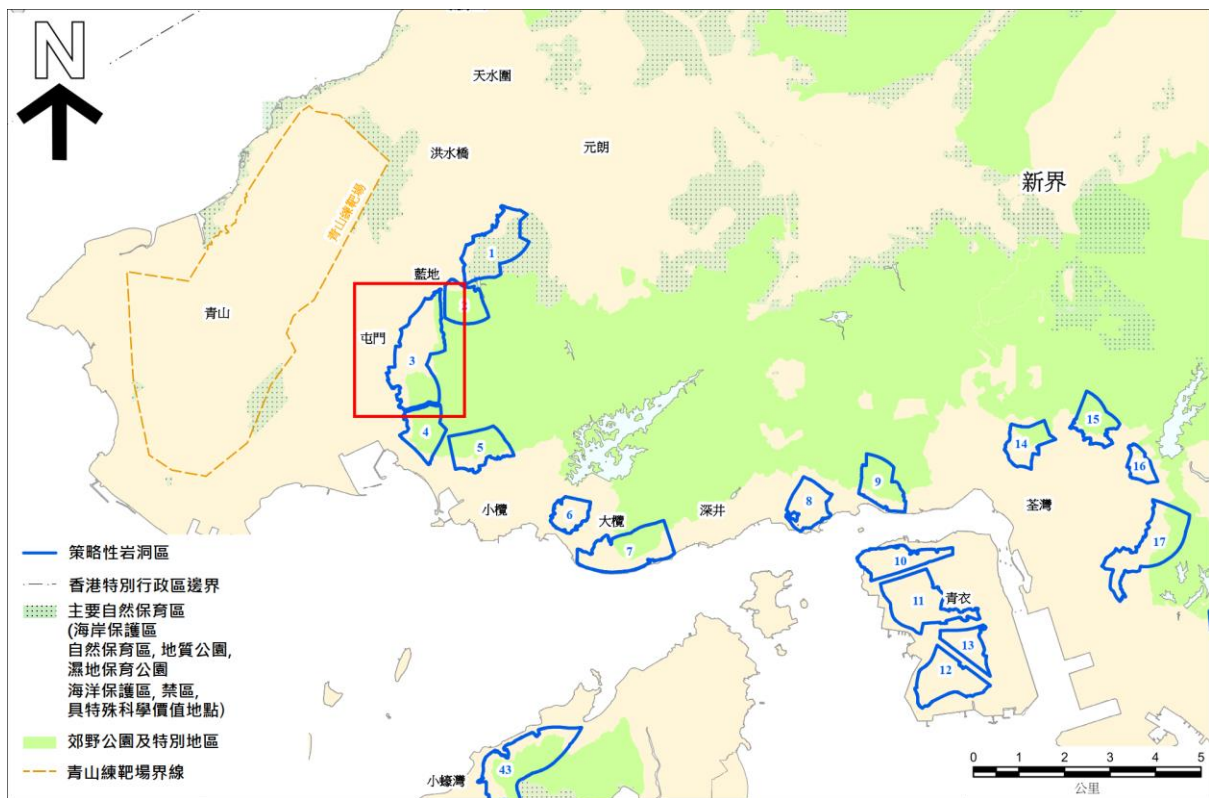 N
天水圍
洪水橋
元朗
新界
青山練靶場
1
藍地
2
青山
屯門
3
4
5
15
14
16
9
小欖
6
大欖
深井
8
荃灣
7
17
10
11
青衣
13
12
策略性岩洞區
香港特別行政區邊界
主要自然保育區
(海岸保護區
自然保育區, 地質公園,
濕地保育公園
海洋保護區, 禁區,
具特殊科學價值地點)
郊野公園及特別地區
青山練靶場界線
小蠔灣
43
0 1 2 3 4 5
公里